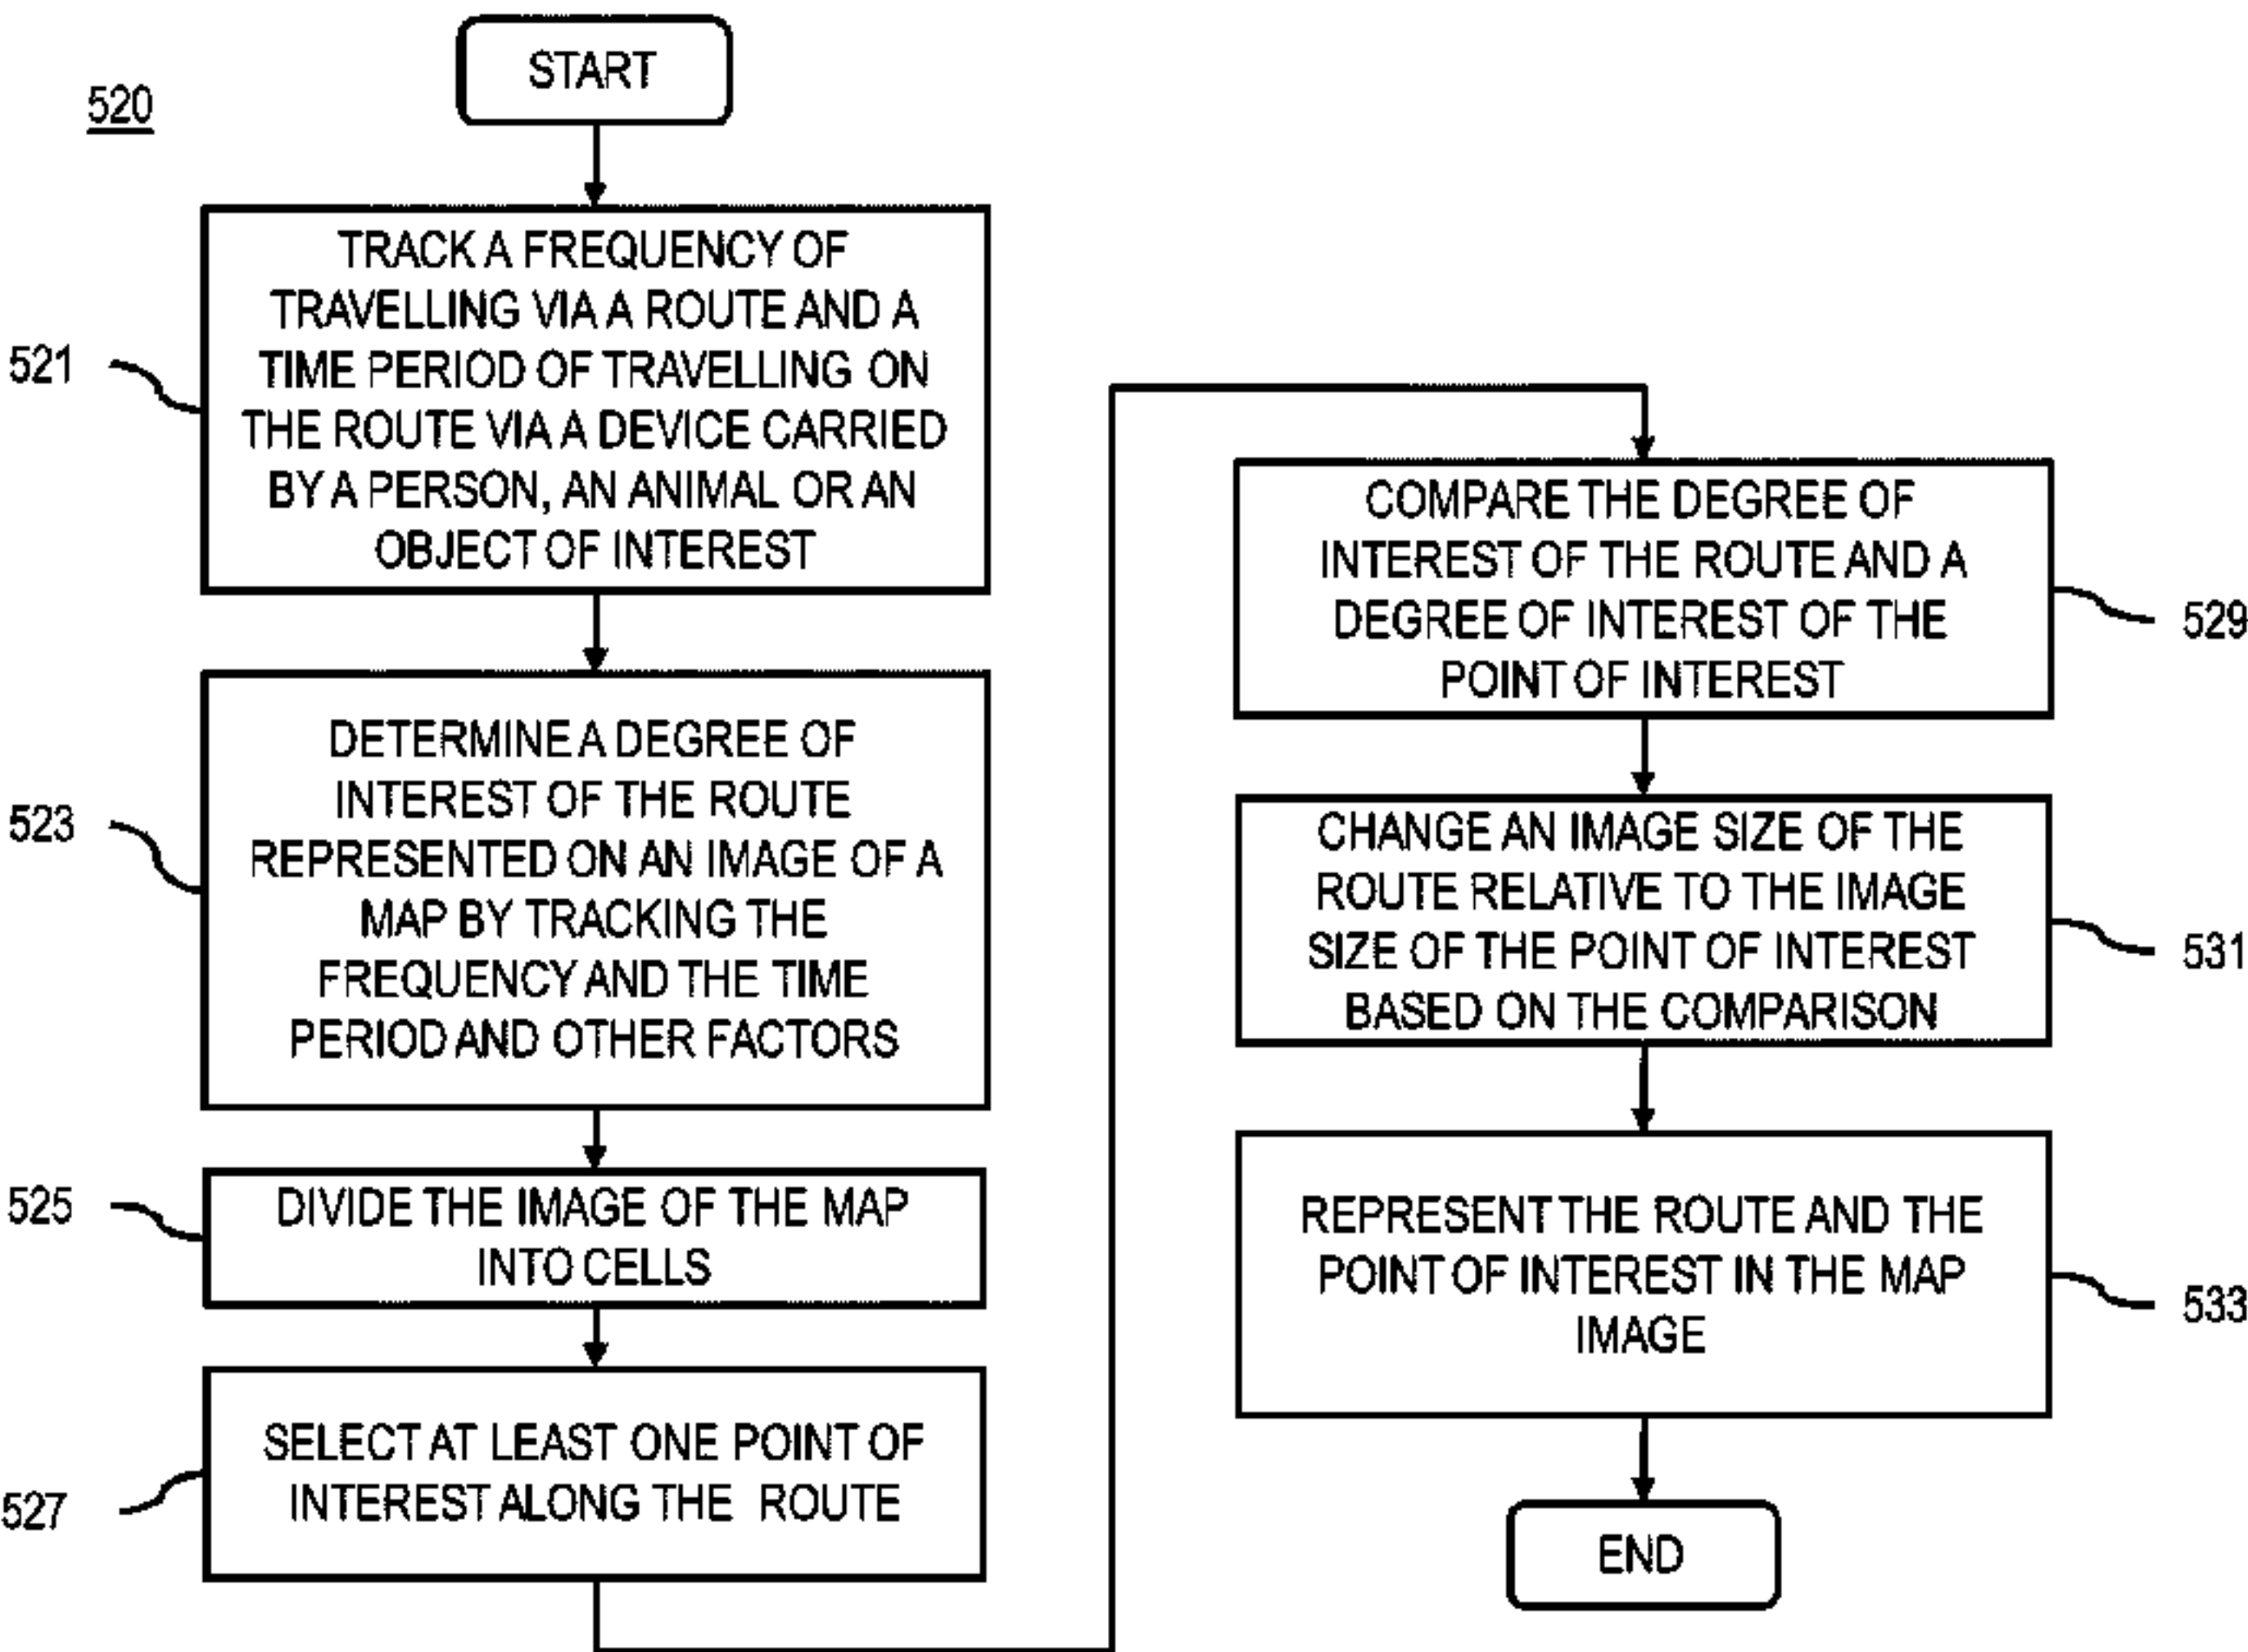 520
START
521
TRACK A FREQUENCY OF
TRAVELLING VIA A ROUTE AND A
TIME PERIOD OF TRAVELLING ON
THE ROUTE VIA A DEVICE CARRIED
BY A PERSON, AN ANIMAL OR AN
OBJECT OF INTEREST
523
DETERMINE A DEGREE OF
INTEREST OF THE ROUTE
REPRESENTED ON AN IMAGE OF A
MAP BY TRACKING THE
FREQUENCY AND THE TIME
PERIOD AND OTHER FACTORS
525
DIVIDE THE IMAGE OF THE MAP
INTO CELLS
527
SELECT AT LEAST ONE POINT OF
INTEREST ALONG THE ROUTE
COMPARE THE DEGREE OF
INTEREST OF THE ROUTE AND A
DEGREE OF INTEREST OF THE
POINT OF INTEREST
529
CHANGE AN IMAGE SIZE OF THE
ROUTE RELATIVE TO THE IMAGE
SIZE OF THE POINT OF INTEREST
BASED ON THE COMPARISON
531
REPRESENT THE ROUTE AND THE
POINT OF INTEREST IN THE MAP
IMAGE
533
END